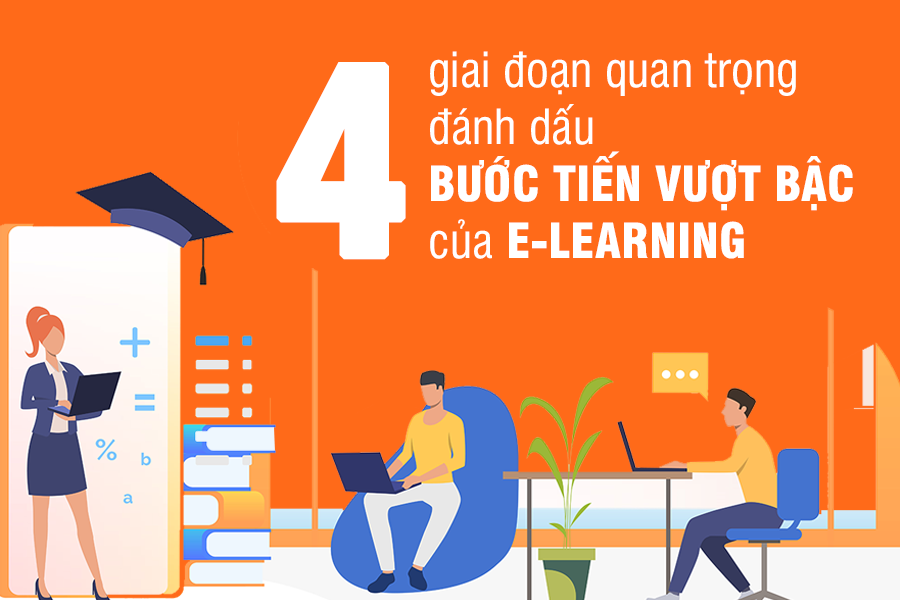 4
giai đoạn quan trọng
đánh dấu
BƯỚC TIẾN VƯỢT BẬC
của E-LEARNING
+
=
%
b
a